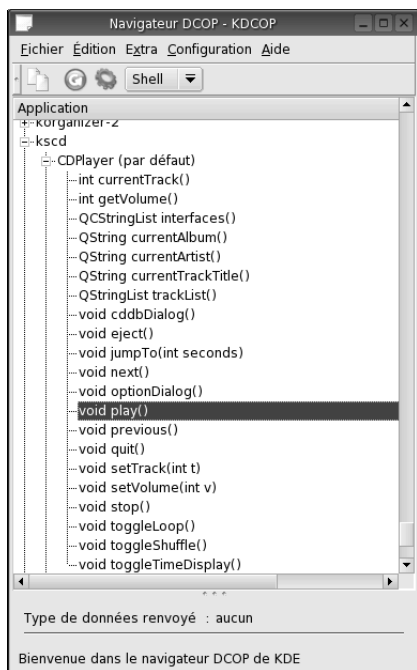 Navigateur DCOP - KDCOP
Fichier Édition Extra Configuration Aide
Shell
Application
korganizer-2
kscd
CDPlayer (par défaut)
int currentTrack()
int getVolume()
QCStringList interfaces()
QString currentAlbum()
QString currentArtist()
QString currentTrackTitle()
QStringList trackList()
void cddbDialog()
void eject()
void jumpTo(int seconds)
void next()
void optionDialog()
void play()
void previous()
void quit()
void setTrack(int t)
void setVolume(int v)
void stop()
void toggleLoop()
void toggleShuffle()
void toggleTimeDisplay()
Type de données renvoyé : aucun
Bienvenue dans le navigateur DCOP de KDE